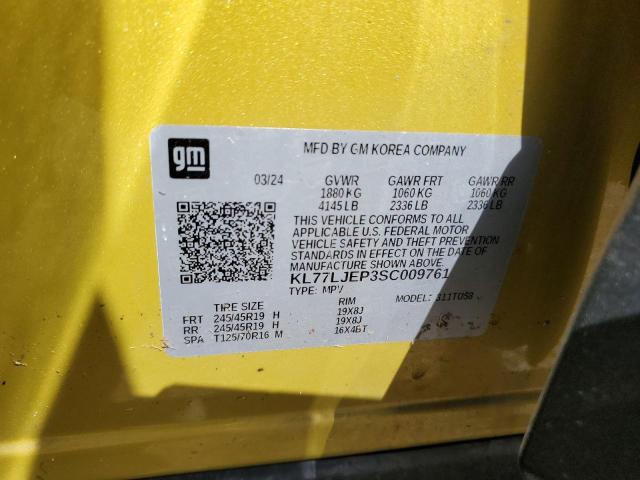 gm
MFD BY GM KOREA COMPANY
03/24 GVWR GAWR FRT GAWR RR
1880 KG 1060 KG 1060 KG
4145 LB 2336 LB 2336 LB
THIS VEHICLE CONFORMS TO ALL
APPLICABLE U.S. FEDERAL MOTOR
VEHICLE SAFETY AND THEFT PREVENTION
STANDARDS IN EFFECT ON THE DATE OF
MANUFACTURE SHOWN ABOVE.
KL77LJEP3SC009761
TYPE: MPV MODEL:
TIRE SIZE RIM
FRT 245/45R19 H 19X8J
RR 245/45R19 H 19X8J
SPA T125/70R16 M 16X4BT